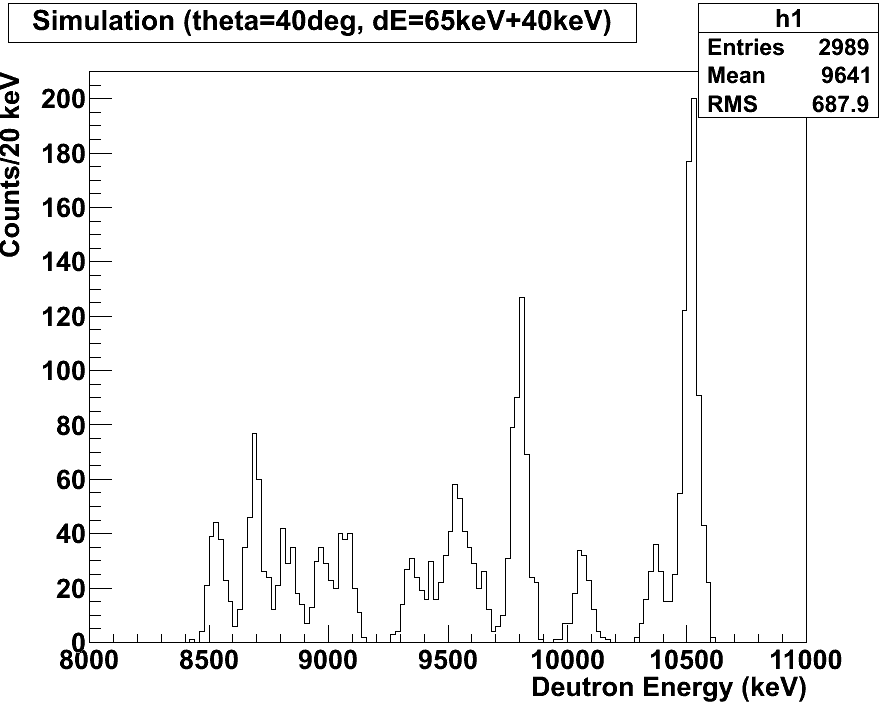 Simulation (theta=40deg, dE=65keV+40keV)
h1
Entries 2989
Mean 9641
RMS 687.9
Counts/20 keV
200
180
160
140
120
100
80
60
40
20
0
8000 8500 9000 9500 10000 10500 11000
Deutron Energy (keV)